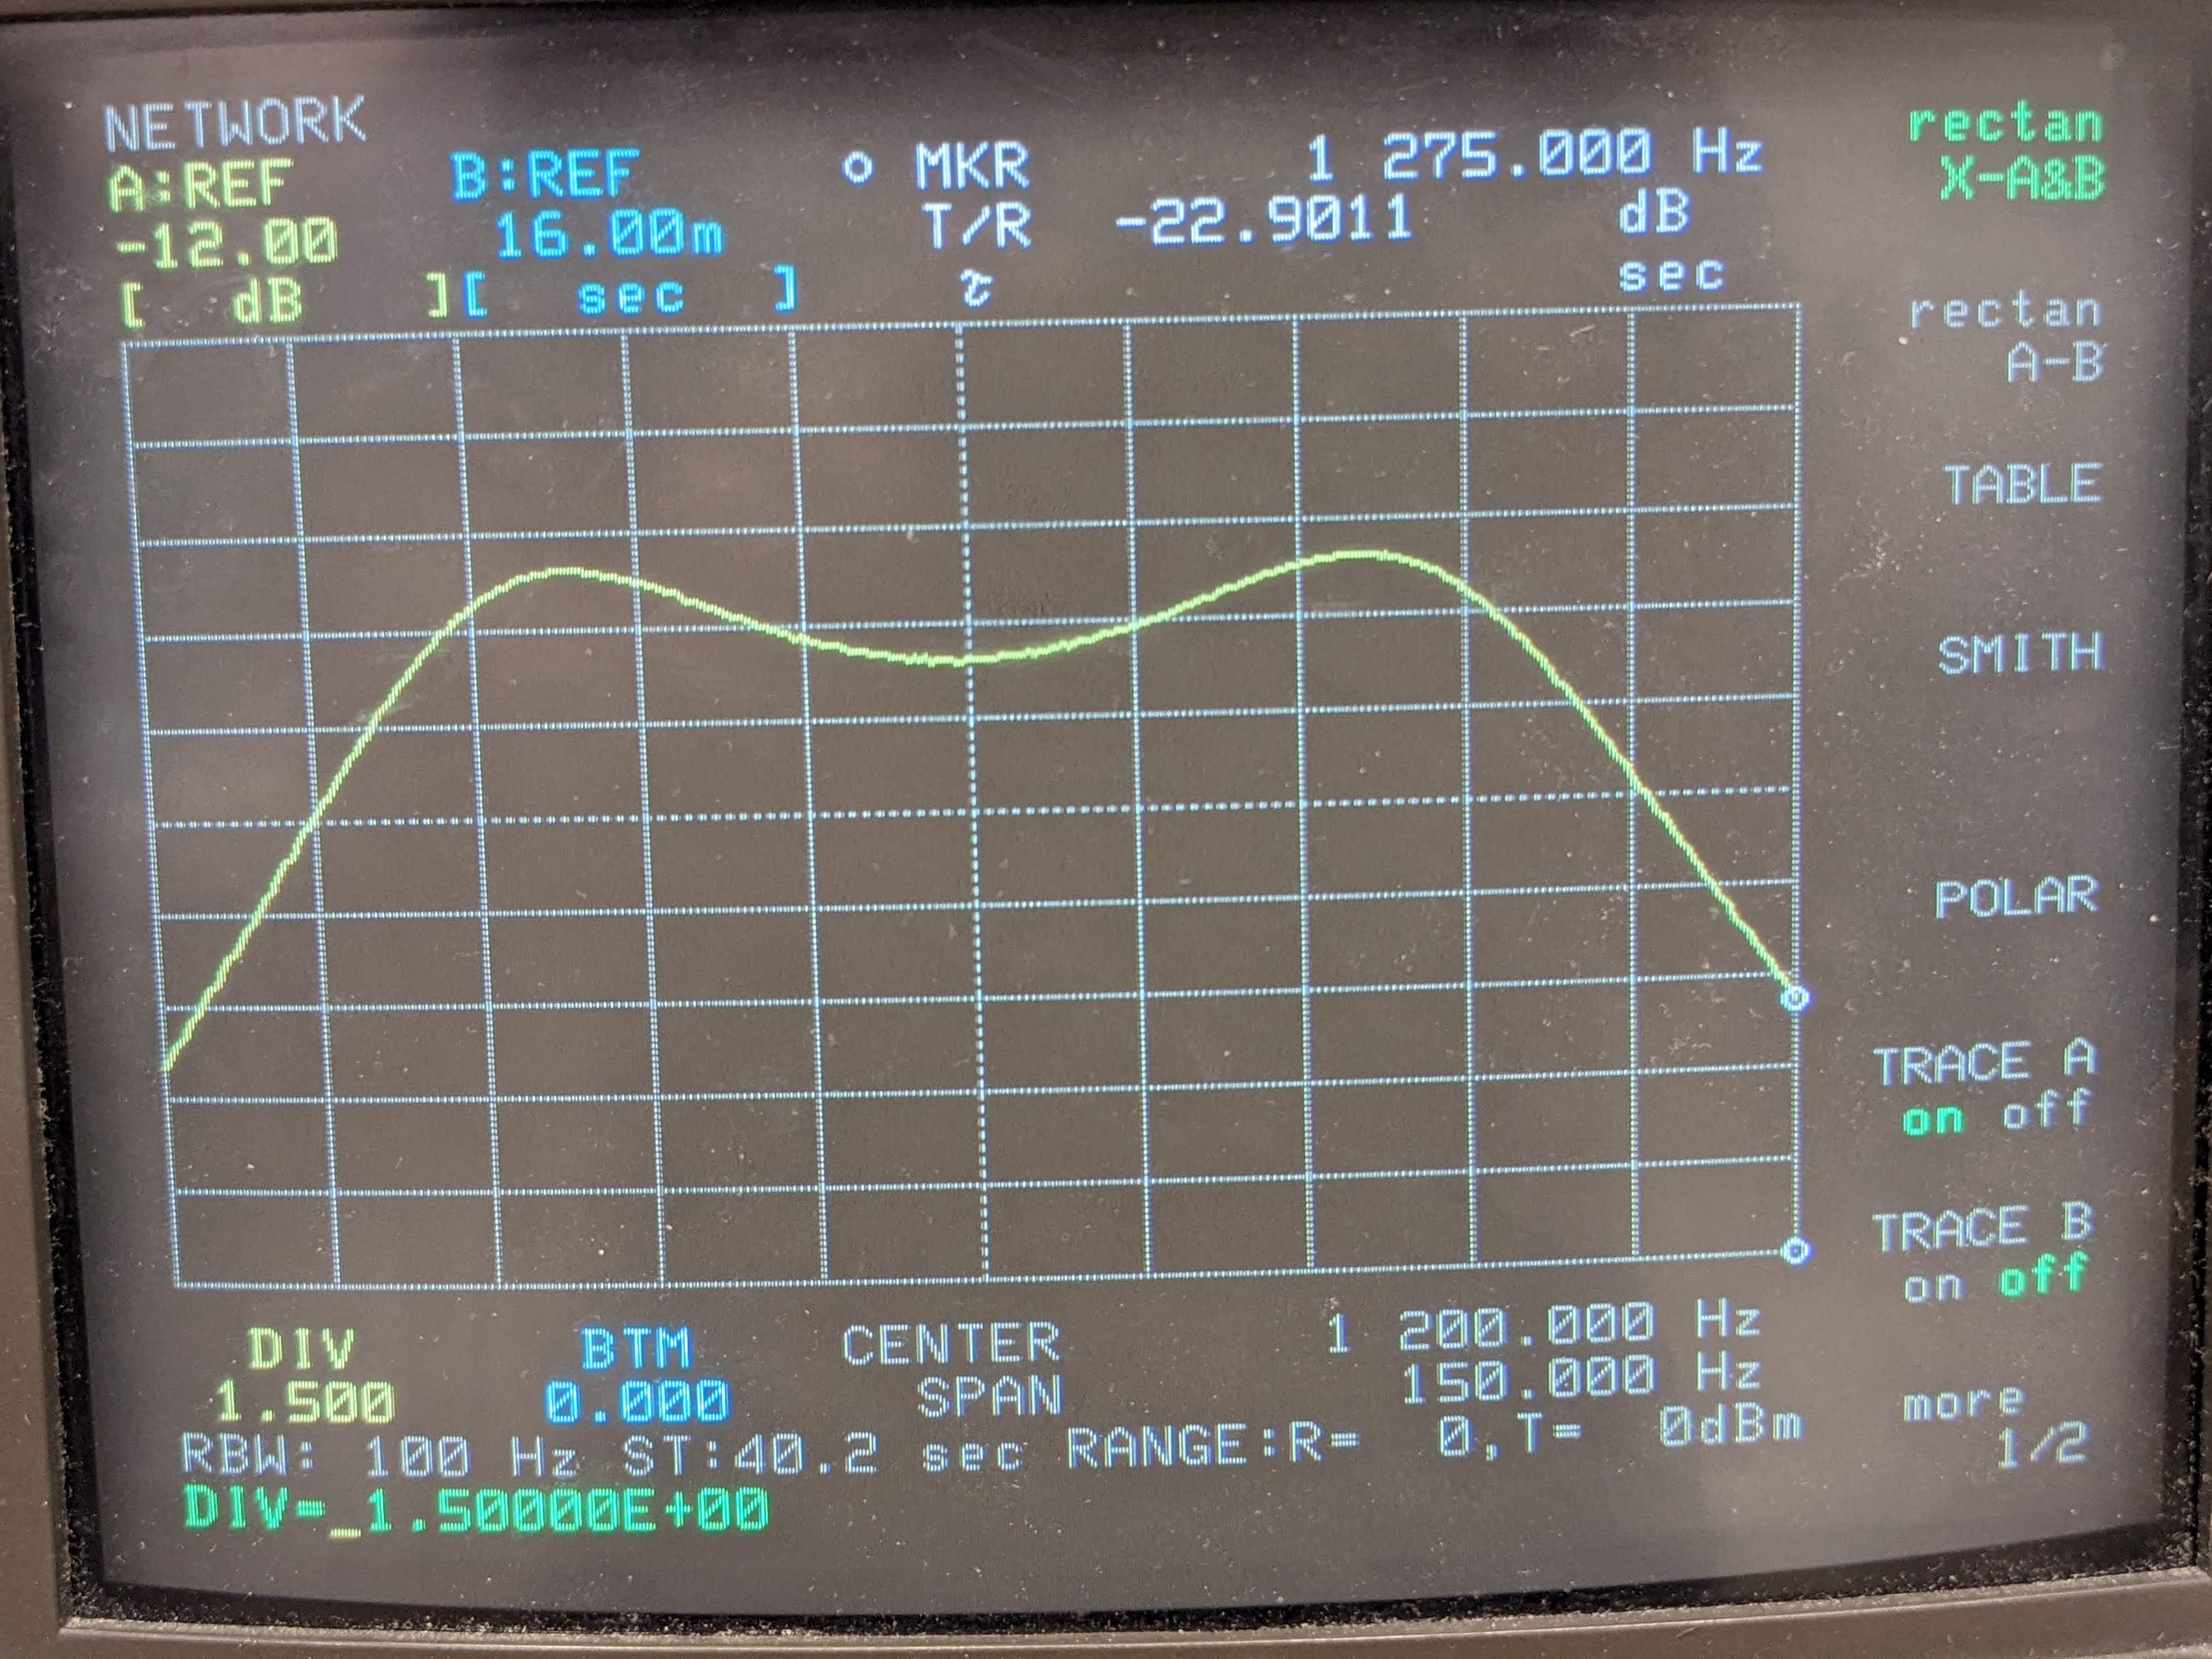 NETWORK
A:REF B:REF o MKR 1 275.000 Hz
-12.00 16.00m T/R -22.9011 dB
[ dB ][ sec ] τ sec
rectan
X-A&B
rectan
A-B
TABLE
SMITH
POLAR
TRACE A
on off
TRACE B
on off
more
1/2
DIV BTM CENTER 1 200.000 Hz
1.500 0.000 SPAN 150.000 Hz
RBW: 100 Hz ST:40.2 sec RANGE:R= 0,T= 0dBm
DIV=_1.50000E+00